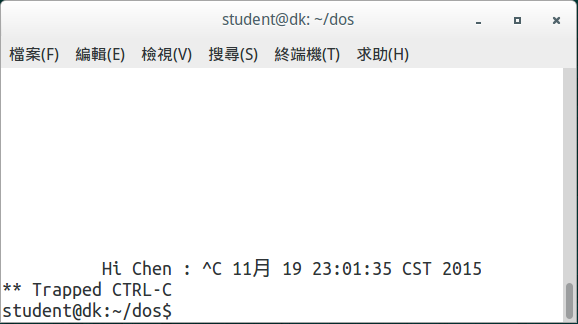 student@dk: ~/dos
檔案(F) 編輯(E) 檢視(V) 搜尋(S) 終端機(T) 求助(H)
Hi Chen : ^C 11月 19 23:01:35 CST 2015
** Trapped CTRL-C
student@dk:~/dos$